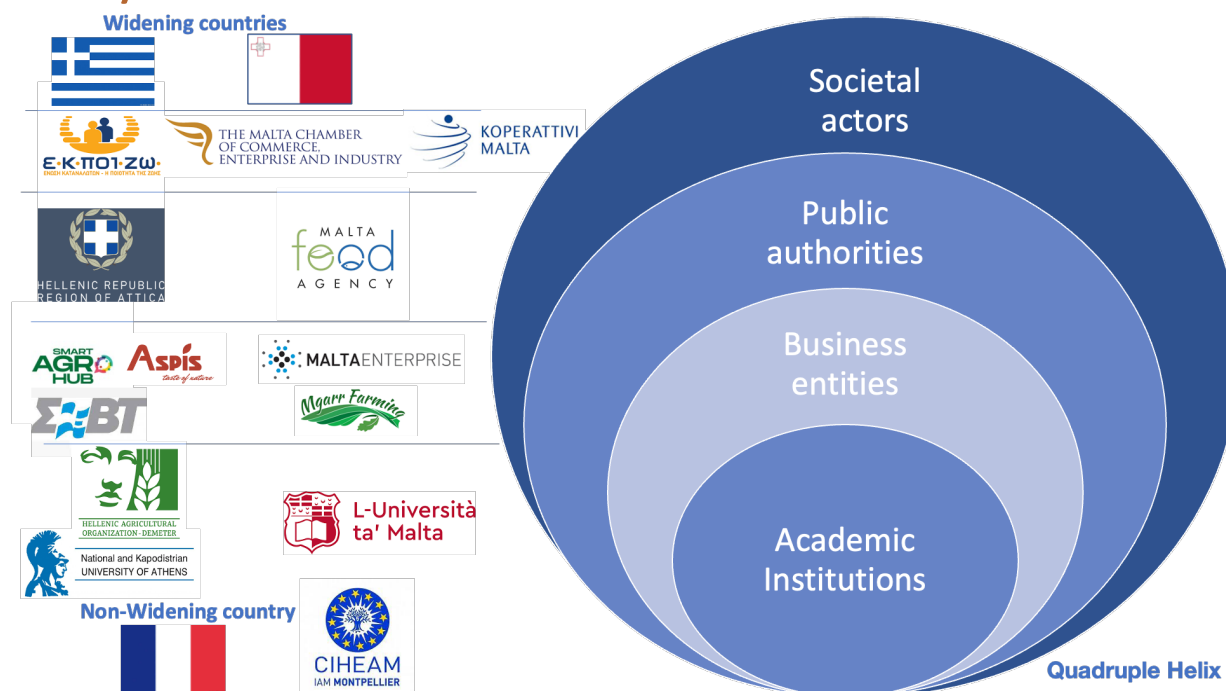 Widening countries
Ε·Κ·ΠΟΙ·ΖΩ·
ΕΝΩΣΗ ΚΑΤΑΝΑΛΩΤΩΝ - Η ΠΟΙΟΤΗΤΑ ΤΗΣ ΖΩΗΣ
THE MALTA CHAMBER
OF COMMERCE,
ENTERPRISE AND INDUSTRY
KOPERATTIVI
MALTA
HELLENIC REPUBLIC
REGION OF ATTICA
MALTA
food
AGENCY
SMART
AGRO
HUB
ASPIS
taste of nature
MALTAENTERPRISE
ΣΕΒΤ
Mgarr Farming
HELLENIC AGRICULTURAL
ORGANIZATION - DEMETER
National and Kapodistrian
UNIVERSITY OF ATHENS
L-Università
ta' Malta
Non-Widening country
CIHEAM
IAM MONTPELLIER
Societal
actors
Public
authorities
Business
entities
Academic
Institutions
Quadruple Helix